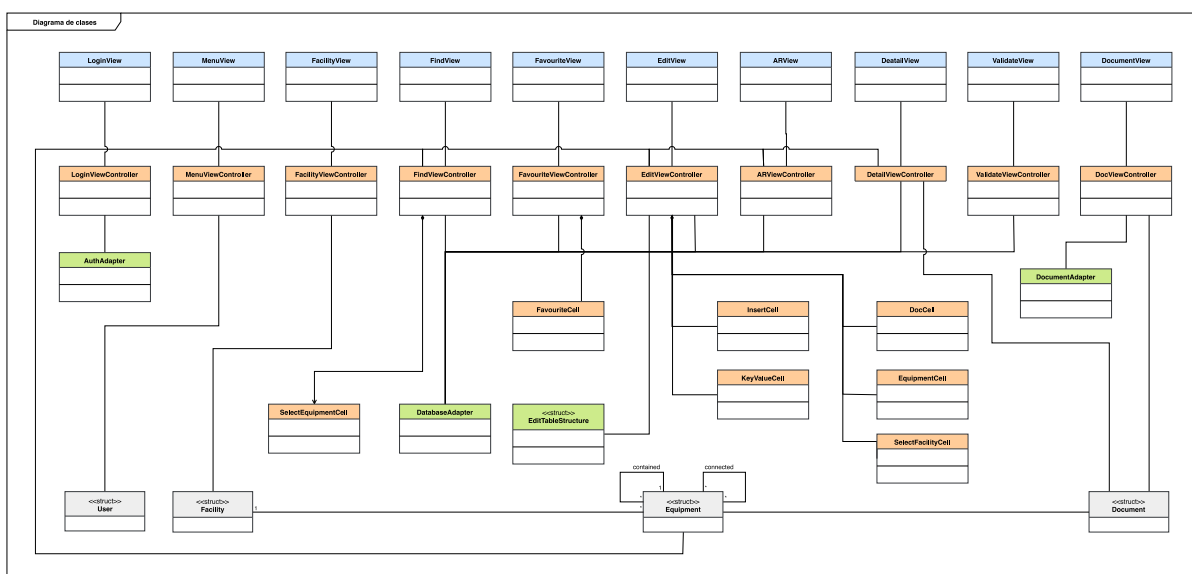 Diagrama de clases
LoginView
MenuView
FacilityView
FindView
FavouriteView
EditView
ARView
DeatailView
ValidateView
DocumentView
LoginViewController
MenuViewController
FacilityViewController
FindViewController
FavouriteViewController
EditViewController
ARViewController
DetailViewController
ValidateViewController
DocViewController
AuthAdapter
DocumentAdapter
FavouriteCell
InsertCell
DocCell
KeyValueCell
EquipmentCell
SelectEquipmentCell
DatabaseAdapter
<<struct>>
EditTableStructure
SelectFacilityCell
contained
connected
1
*
*
*
<<struct>>
User
<<struct>>
Facility
1
*
<<struct>>
Equipment
<<struct>>
Document